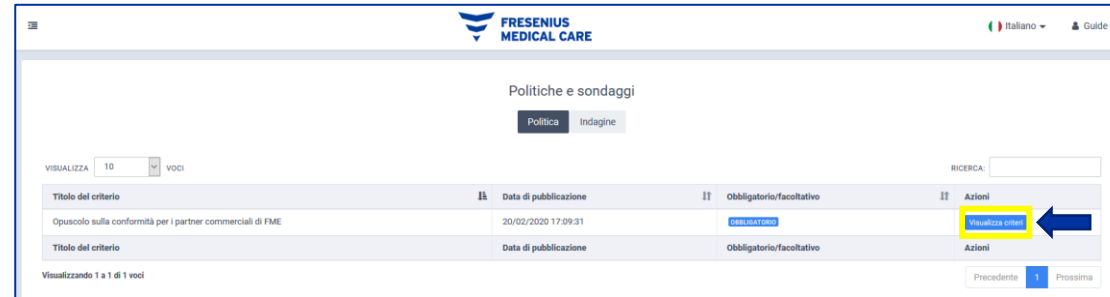 FRESENIUS
MEDICAL CARE
Italiano
Guide
Politiche e sondaggi
Politica Indagine
VISUALIZZA 10 VOCI RICERCA:
Titolo del criterio Data di pubblicazione Obbligatorio/facoltativo Azioni
Opuscolo sulla conformità per i partner commerciali di FME 20/02/2020 17:09:31 OBBLIGATORIO Visualizza criteri
Titolo del criterio Data di pubblicazione Obbligatorio/facoltativo Azioni
Visualizzando 1 a 1 di 1 voci Precedente 1 Prossima